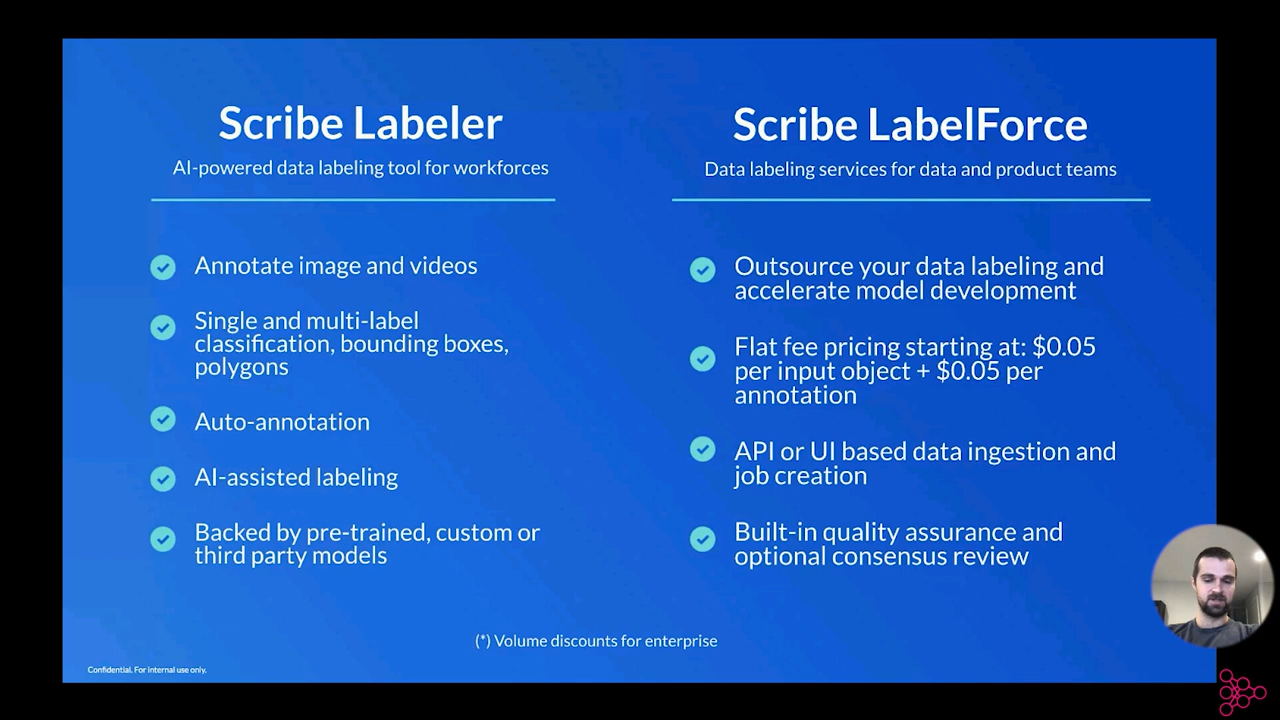 Scribe Labeler
AI-powered data labeling tool for workforces
Annotate image and videos
Single and multi-label
classification, bounding boxes,
polygons
Auto-annotation
AI-assisted labeling
Backed by pre-trained, custom or
third party models
Scribe LabelForce
Data labeling services for data and product teams
Outsource your data labeling and
accelerate model development
Flat fee pricing starting at: $0.05
per input object + $0.05 per
annotation
API or UI based data ingestion and
job creation
Built-in quality assurance and
optional consensus review
(*) Volume discounts for enterprise
Confidential. For internal use only.